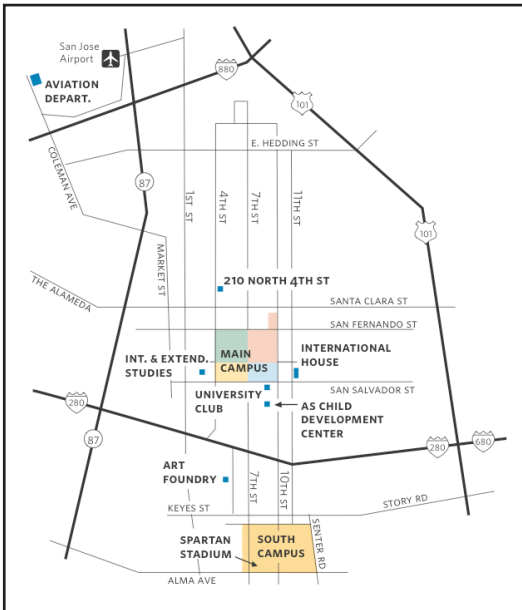 San Jose
Airport
880
AVIATION
DEPART.
101
E. HEDDING ST
COLEMAN AVE
87
1ST ST
4TH ST
7TH ST
11TH ST
101
MARKET ST
THE ALAMEDA
210 NORTH 4TH ST
SANTA CLARA ST
SAN FERNANDO ST
INT. & EXTEND.
STUDIES
MAIN
CAMPUS
INTERNATIONAL
HOUSE
SAN SALVADOR ST
UNIVERSITY
CLUB
AS CHILD
DEVELOPMENT
CENTER
280
87
280
680
ART
FOUNDRY
7TH ST
10TH ST
KEYES ST
STORY RD
SPARTAN
STADIUM
SOUTH
CAMPUS
SENTER RD
ALMA AVE